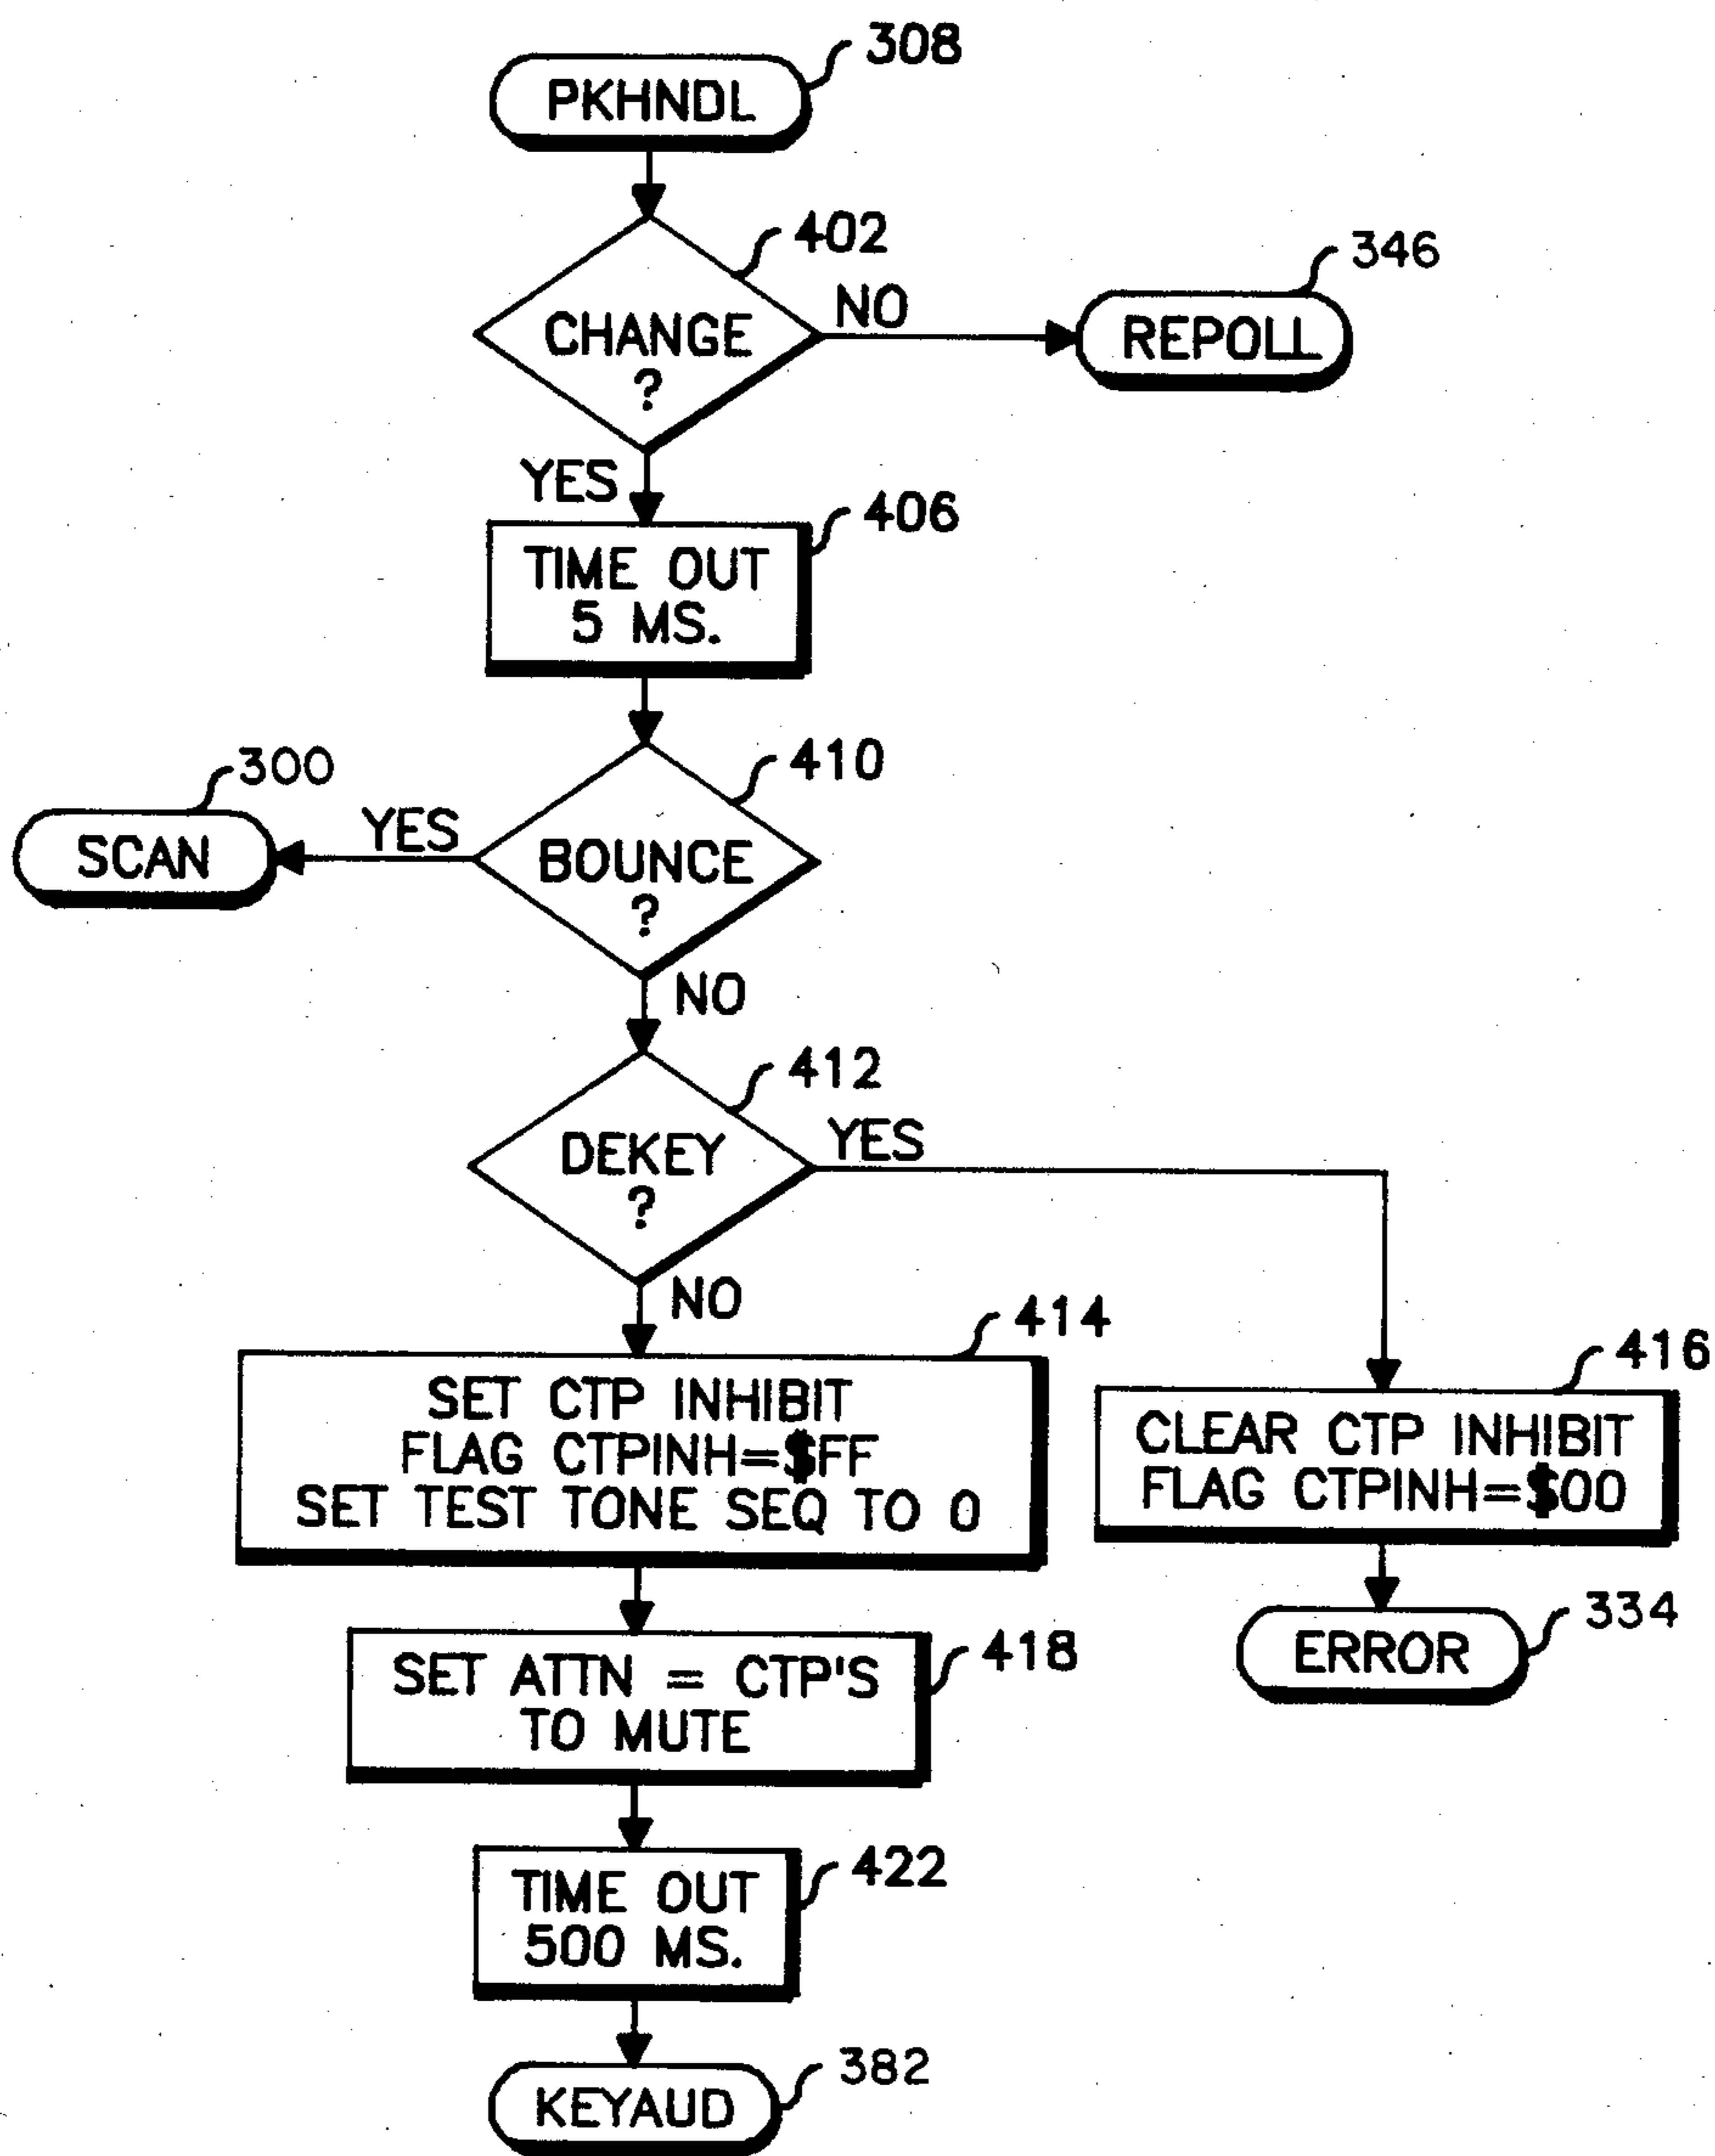 308
PKHNDL
402
CHANGE
?
NO
346
REPOLL
YES
406
TIME OUT
5 MS.
410
BOUNCE
?
YES
300
SCAN
NO
412
DEKEY
?
YES
NO
414
SET CTP INHIBIT
FLAG CTPINH=$FF
SET TEST TONE SEQ TO 0
416
CLEAR CTP INHIBIT
FLAG CTPINH=$00
334
ERROR
418
SET ATTN = CTP'S
TO MUTE
422
TIME OUT
500 MS.
382
KEYAUD